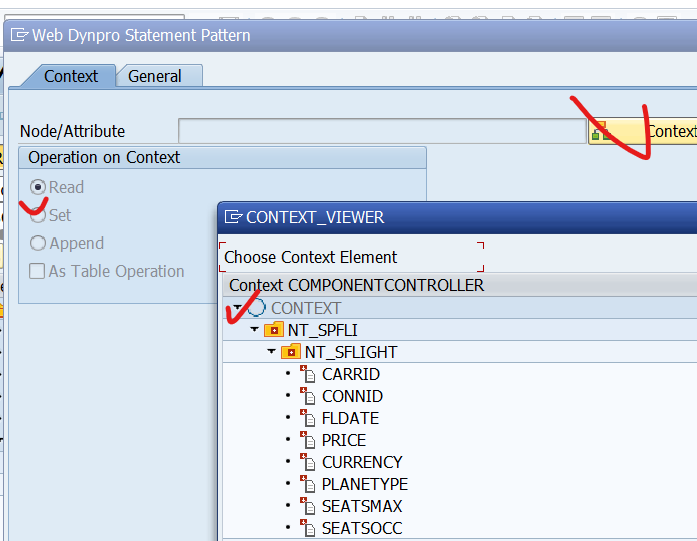 Web Dynpro Statement Pattern
Context
General
Node/Attribute
Context
Operation on Context
Read
Set
Append
As Table Operation
CONTEXT_VIEWER
Choose Context Element
Context COMPONENTCONTROLLER
CONTEXT
NT_SPFLI
NT_SFLIGHT
CARRID
CONNID
FLDATE
PRICE
CURRENCY
PLANETYPE
SEATSMAX
SEATSOCC